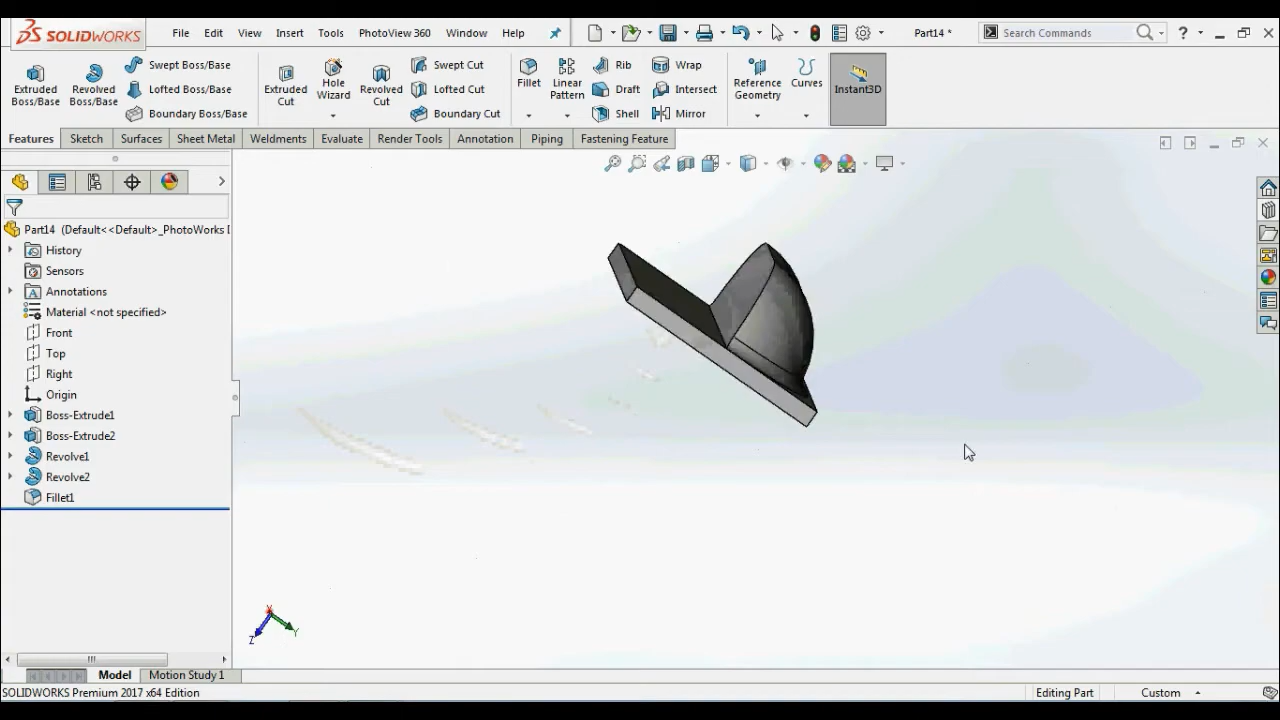 SOLIDWORKS File Edit View Insert Tools PhotoView 360 Window Help Part14 * Search Commands ?
Extruded Boss/Base
Revolved Boss/Base
Swept Boss/Base
Lofted Boss/Base
Boundary Boss/Base
Extruded Cut
Hole Wizard
Revolved Cut
Swept Cut
Lofted Cut
Boundary Cut
Fillet
Linear Pattern
Rib
Draft
Shell
Wrap
Intersect
Mirror
Reference Geometry
Curves
Instant3D
Features Sketch Surfaces Sheet Metal Weldments Evaluate Render Tools Annotation Piping Fastening Feature
Part14 (Default<<Default>_PhotoWorks
History
Sensors
Annotations
Material <not specified>
Front
Top
Right
Origin
Boss-Extrude1
Boss-Extrude2
Revolve1
Revolve2
Fillet1
Z Y
Model Motion Study 1
SOLIDWORKS Premium 2017 x64 Edition Editing Part Custom